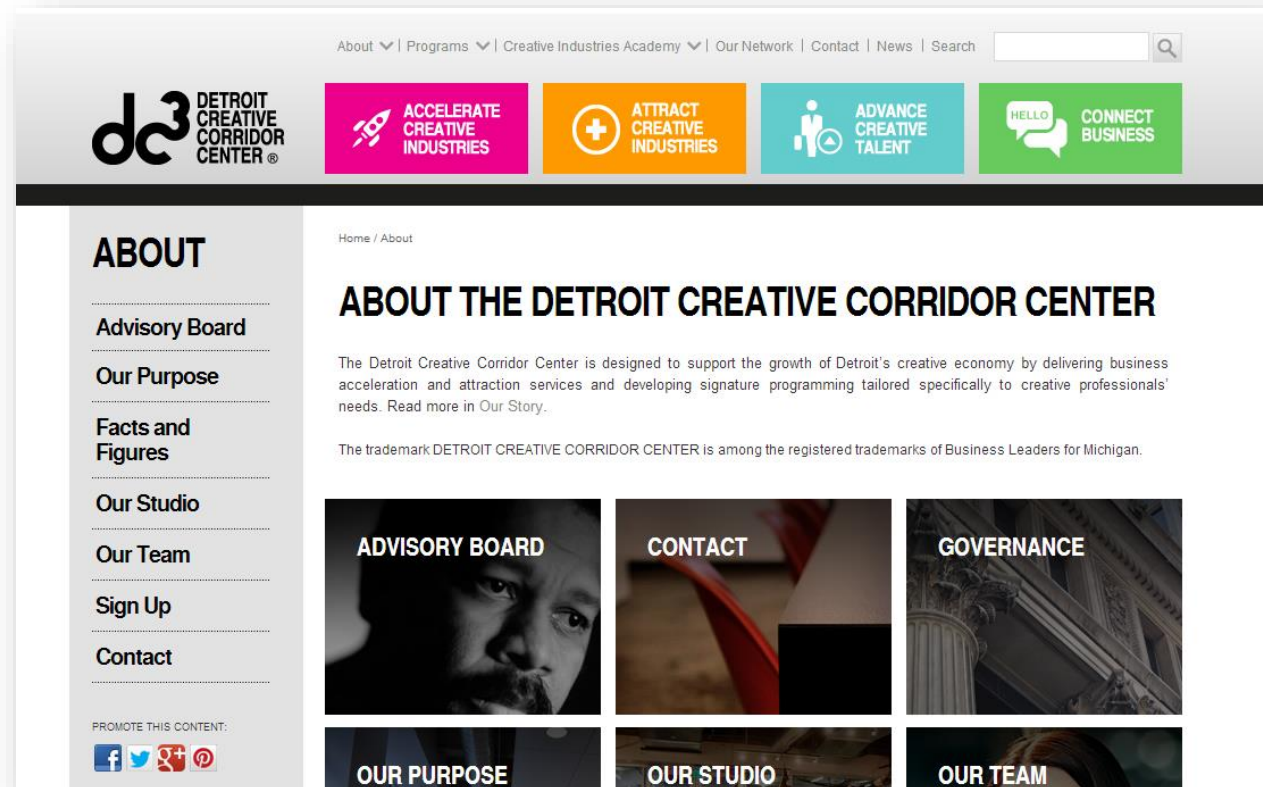 About | Programs | Creative Industries Academy | Our Network | Contact | News | Search
dc3
DETROIT
CREATIVE
CORRIDOR
CENTER ®
ACCELERATE
CREATIVE
INDUSTRIES
ATTRACT
CREATIVE
INDUSTRIES
ADVANCE
CREATIVE
TALENT
HELLO
CONNECT
BUSINESS
ABOUT
Advisory Board
Our Purpose
Facts and
Figures
Our Studio
Our Team
Sign Up
Contact
PROMOTE THIS CONTENT:
Home / About
ABOUT THE DETROIT CREATIVE CORRIDOR CENTER
The Detroit Creative Corridor Center is designed to support the growth of Detroit's creative economy by delivering business
acceleration and attraction services and developing signature programming tailored specifically to creative professionals'
needs. Read more in Our Story.
The trademark DETROIT CREATIVE CORRIDOR CENTER is among the registered trademarks of Business Leaders for Michigan.
ADVISORY BOARD
CONTACT
GOVERNANCE
OUR PURPOSE
OUR STUDIO
OUR TEAM